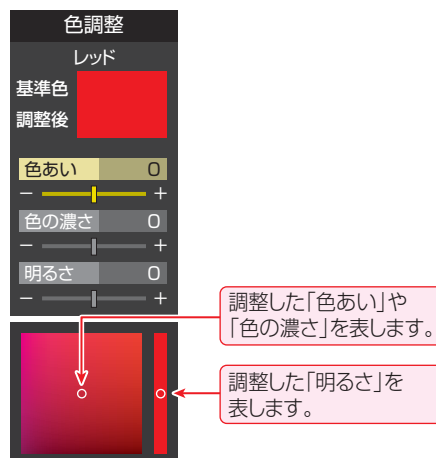 色調整
レッド
基準色
調整後
色あい 0
− +
色の濃さ 0
− +
明るさ 0
− +
調整した「色あい」や
「色の濃さ」を表します。
調整した「明るさ」を
表します。